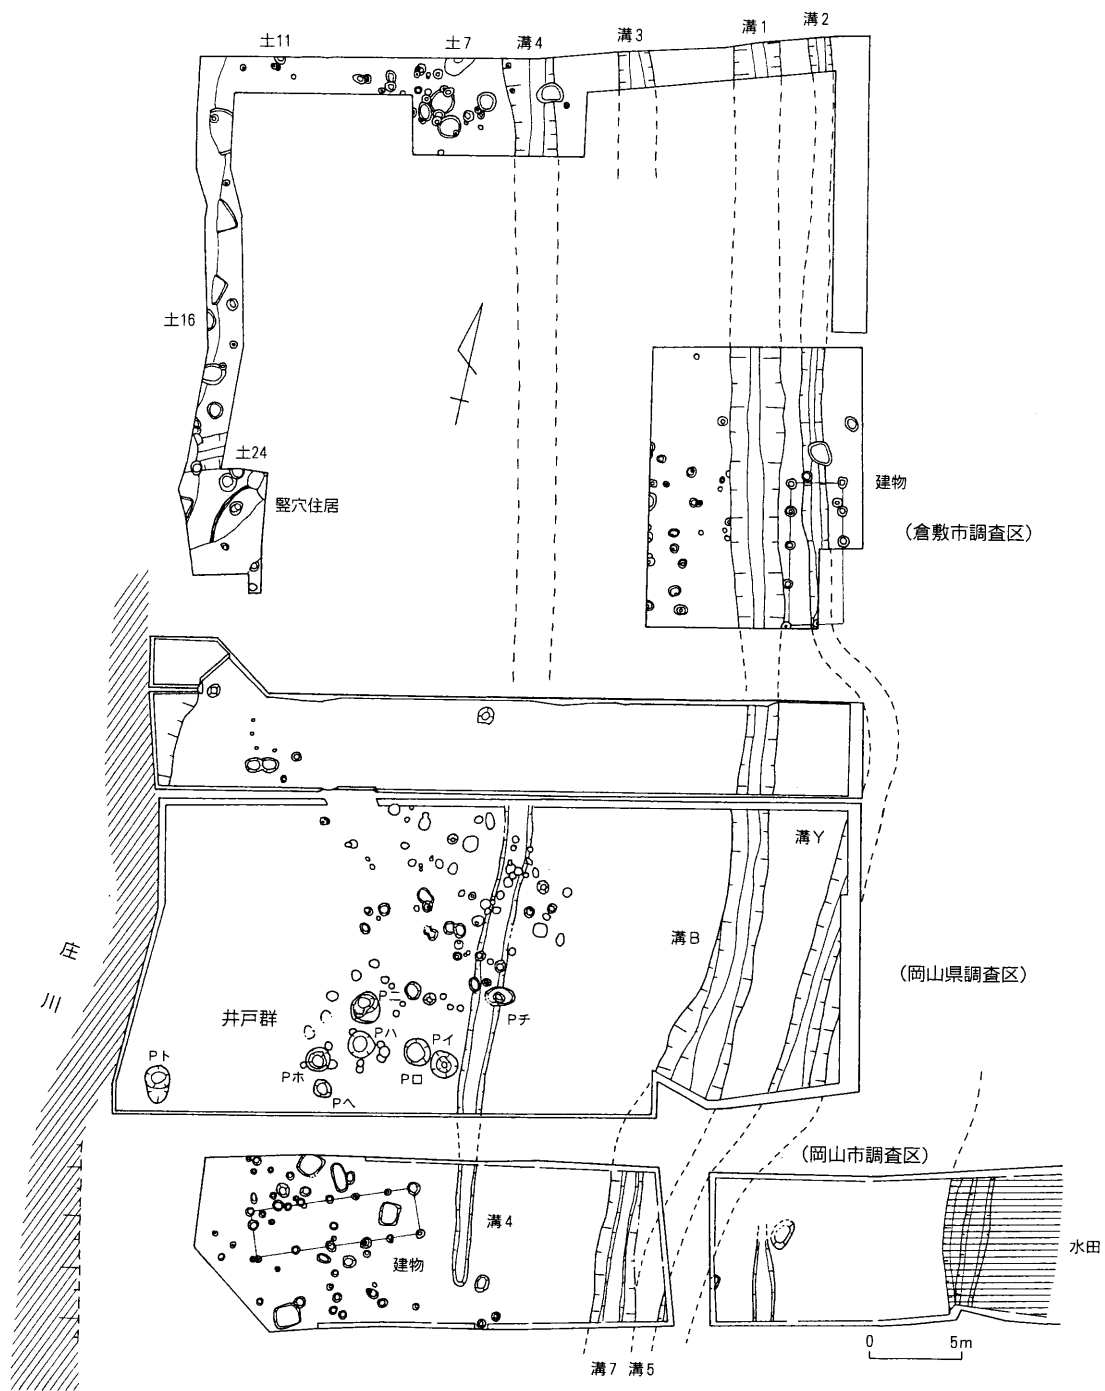 土11
土7
溝4
溝3
溝1
溝2
土16
土24
竪穴住居
建物
(倉敷市調査区)
溝Y
溝B
庄川
(岡山県調査区)
井戸群
Pニ
Pチ
Pハ
Pイ
Pト
Pホ
Pロ
Pヘ
(岡山市調査区)
溝4
建物
水田
0 5m
溝7 溝5